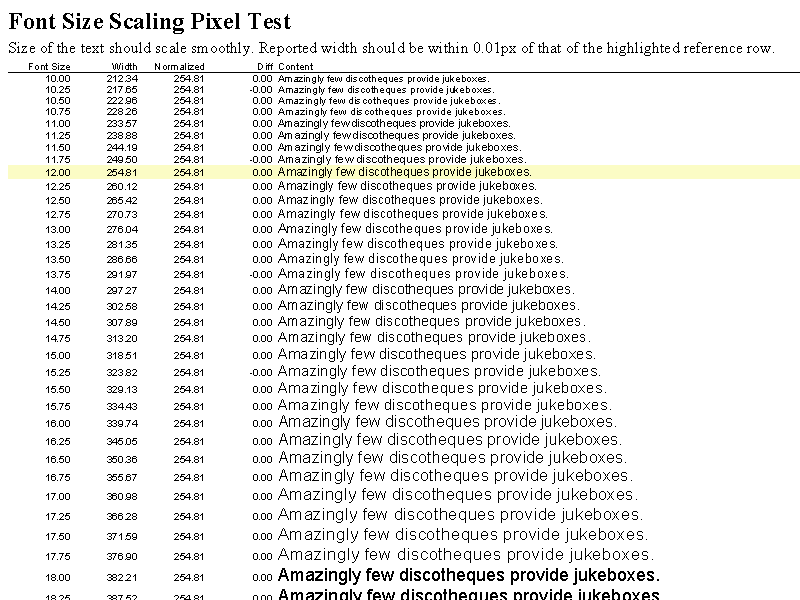 Font Size Scaling Pixel Test
Size of the text should scale smoothly. Reported width should be within 0.01px of that of the highlighted reference row.
Font Size Width Normalized Diff Content
10.00 212.34 254.81 0.00 Amazingly few discotheques provide jukeboxes.
10.25 217.65 254.81 -0.00 Amazingly few discotheques provide jukeboxes.
10.50 222.96 254.81 0.00 Amazingly few discotheques provide jukeboxes.
10.75 228.26 254.81 0.00 Amazingly few discotheques provide jukeboxes.
11.00 233.57 254.81 0.00 Amazingly few discotheques provide jukeboxes.
11.25 238.88 254.81 0.00 Amazingly few discotheques provide jukeboxes.
11.50 244.19 254.81 0.00 Amazingly few discotheques provide jukeboxes.
11.75 249.50 254.81 -0.00 Amazingly few discotheques provide jukeboxes.
12.00 254.81 254.81 0.00 Amazingly few discotheques provide jukeboxes.
12.25 260.12 254.81 0.00 Amazingly few discotheques provide jukeboxes.
12.50 265.42 254.81 0.00 Amazingly few discotheques provide jukeboxes.
12.75 270.73 254.81 0.00 Amazingly few discotheques provide jukeboxes.
13.00 276.04 254.81 0.00 Amazingly few discotheques provide jukeboxes.
13.25 281.35 254.81 0.00 Amazingly few discotheques provide jukeboxes.
13.50 286.66 254.81 0.00 Amazingly few discotheques provide jukeboxes.
13.75 291.97 254.81 -0.00 Amazingly few discotheques provide jukeboxes.
14.00 297.27 254.81 0.00 Amazingly few discotheques provide jukeboxes.
14.25 302.58 254.81 0.00 Amazingly few discotheques provide jukeboxes.
14.50 307.89 254.81 0.00 Amazingly few discotheques provide jukeboxes.
14.75 313.20 254.81 0.00 Amazingly few discotheques provide jukeboxes.
15.00 318.51 254.81 0.00 Amazingly few discotheques provide jukeboxes.
15.25 323.82 254.81 -0.00 Amazingly few discotheques provide jukeboxes.
15.50 329.13 254.81 0.00 Amazingly few discotheques provide jukeboxes.
15.75 334.43 254.81 0.00 Amazingly few discotheques provide jukeboxes.
16.00 339.74 254.81 0.00 Amazingly few discotheques provide jukeboxes.
16.25 345.05 254.81 0.00 Amazingly few discotheques provide jukeboxes.
16.50 350.36 254.81 0.00 Amazingly few discotheques provide jukeboxes.
16.75 355.67 254.81 0.00 Amazingly few discotheques provide jukeboxes.
17.00 360.98 254.81 0.00 Amazingly few discotheques provide jukeboxes.
17.25 366.28 254.81 0.00 Amazingly few discotheques provide jukeboxes.
17.50 371.59 254.81 0.00 Amazingly few discotheques provide jukeboxes.
17.75 376.90 254.81 0.00 Amazingly few discotheques provide jukeboxes.
18.00 382.21 254.81 0.00 Amazingly few discotheques provide jukeboxes.
18.25 387.52 254.81 0.00 Amazingly few discotheques provide jukeboxes.